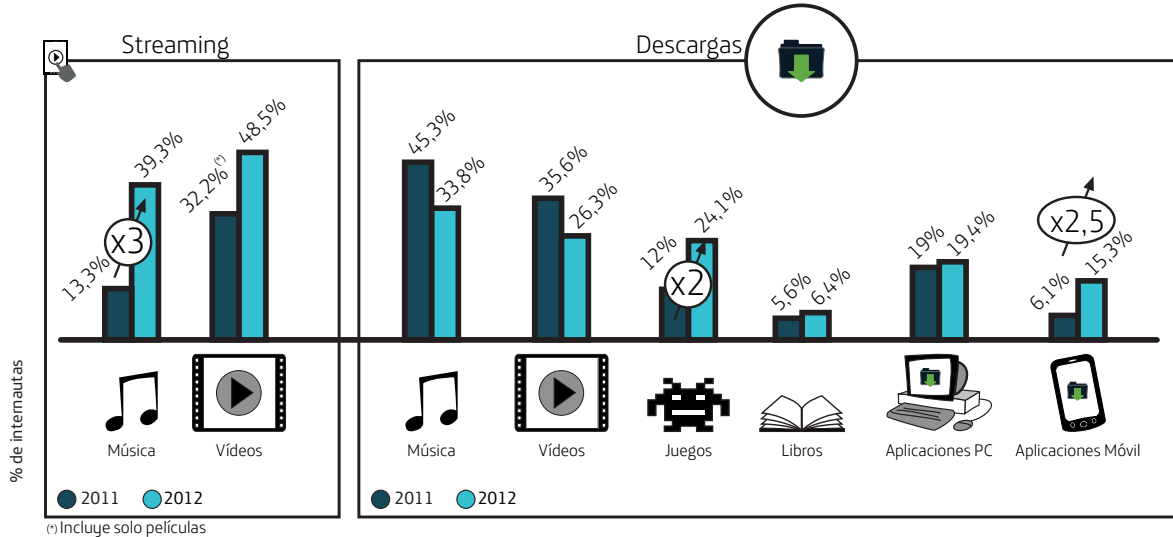 Streaming
Descargas
13,3%
x3
39,3%
32,2%(*)
48,5%
45,3%
33,8%
35,6%
26,3%
12%
x2
24,1%
5,6%
6,4%
19%
19,4%
6,1%
x2,5
15,3%
% de internautas
Música
Vídeos
Música
Vídeos
Juegos
Libros
Aplicaciones PC
Aplicaciones Móvil
2011
2012
2011
2012
(*) Incluye solo películas